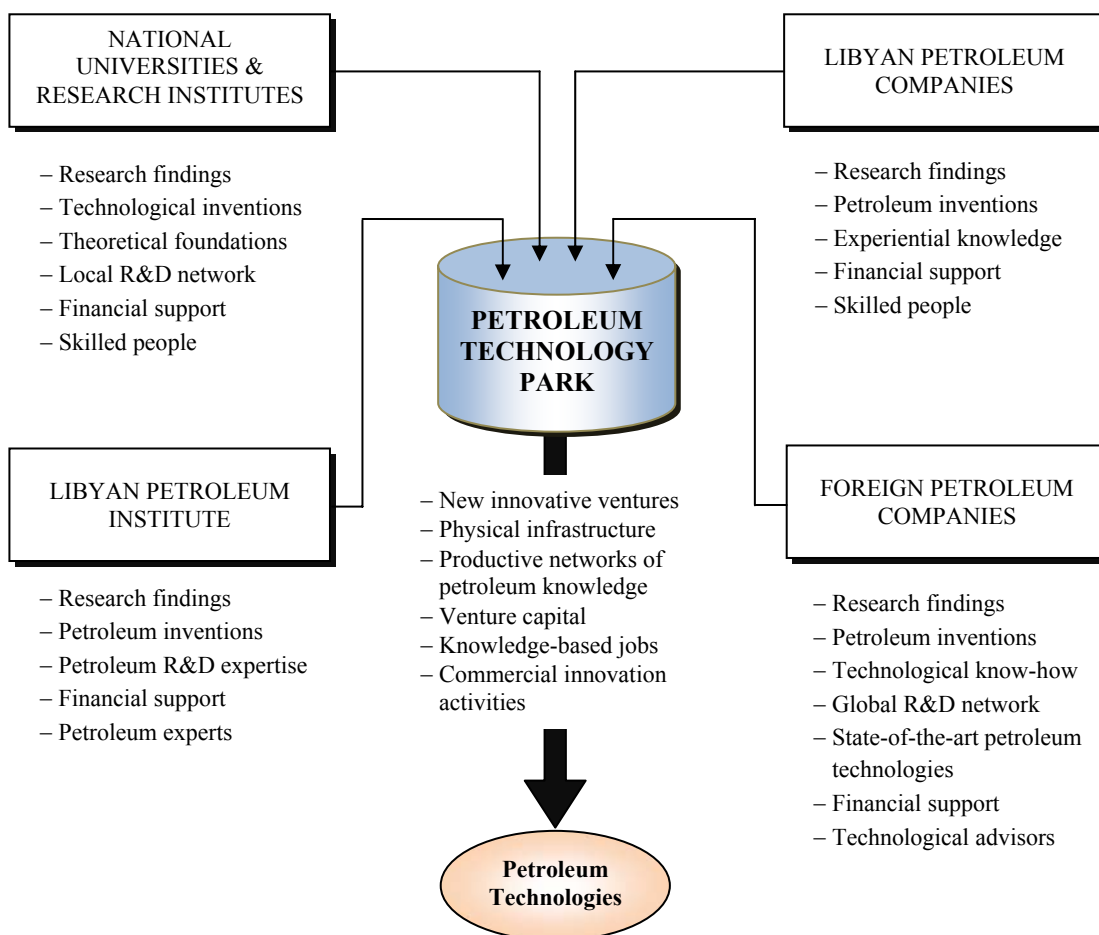 NATIONAL
UNIVERSITIES &
RESEARCH INSTITUTES
– Research findings
– Technological inventions
– Theoretical foundations
– Local R&D network
– Financial support
– Skilled people
LIBYAN PETROLEUM
COMPANIES
– Research findings
– Petroleum inventions
– Experiential knowledge
– Financial support
– Skilled people
PETROLEUM
TECHNOLOGY
PARK
LIBYAN PETROLEUM
INSTITUTE
– Research findings
– Petroleum inventions
– Petroleum R&D expertise
– Financial support
– Petroleum experts
– New innovative ventures
– Physical infrastructure
– Productive networks of
petroleum knowledge
– Venture capital
– Knowledge-based jobs
– Commercial innovation
activities
FOREIGN PETROLEUM
COMPANIES
– Research findings
– Petroleum inventions
– Technological know-how
– Global R&D network
– State-of-the-art petroleum
technologies
– Financial support
– Technological advisors
Petroleum
Technologies